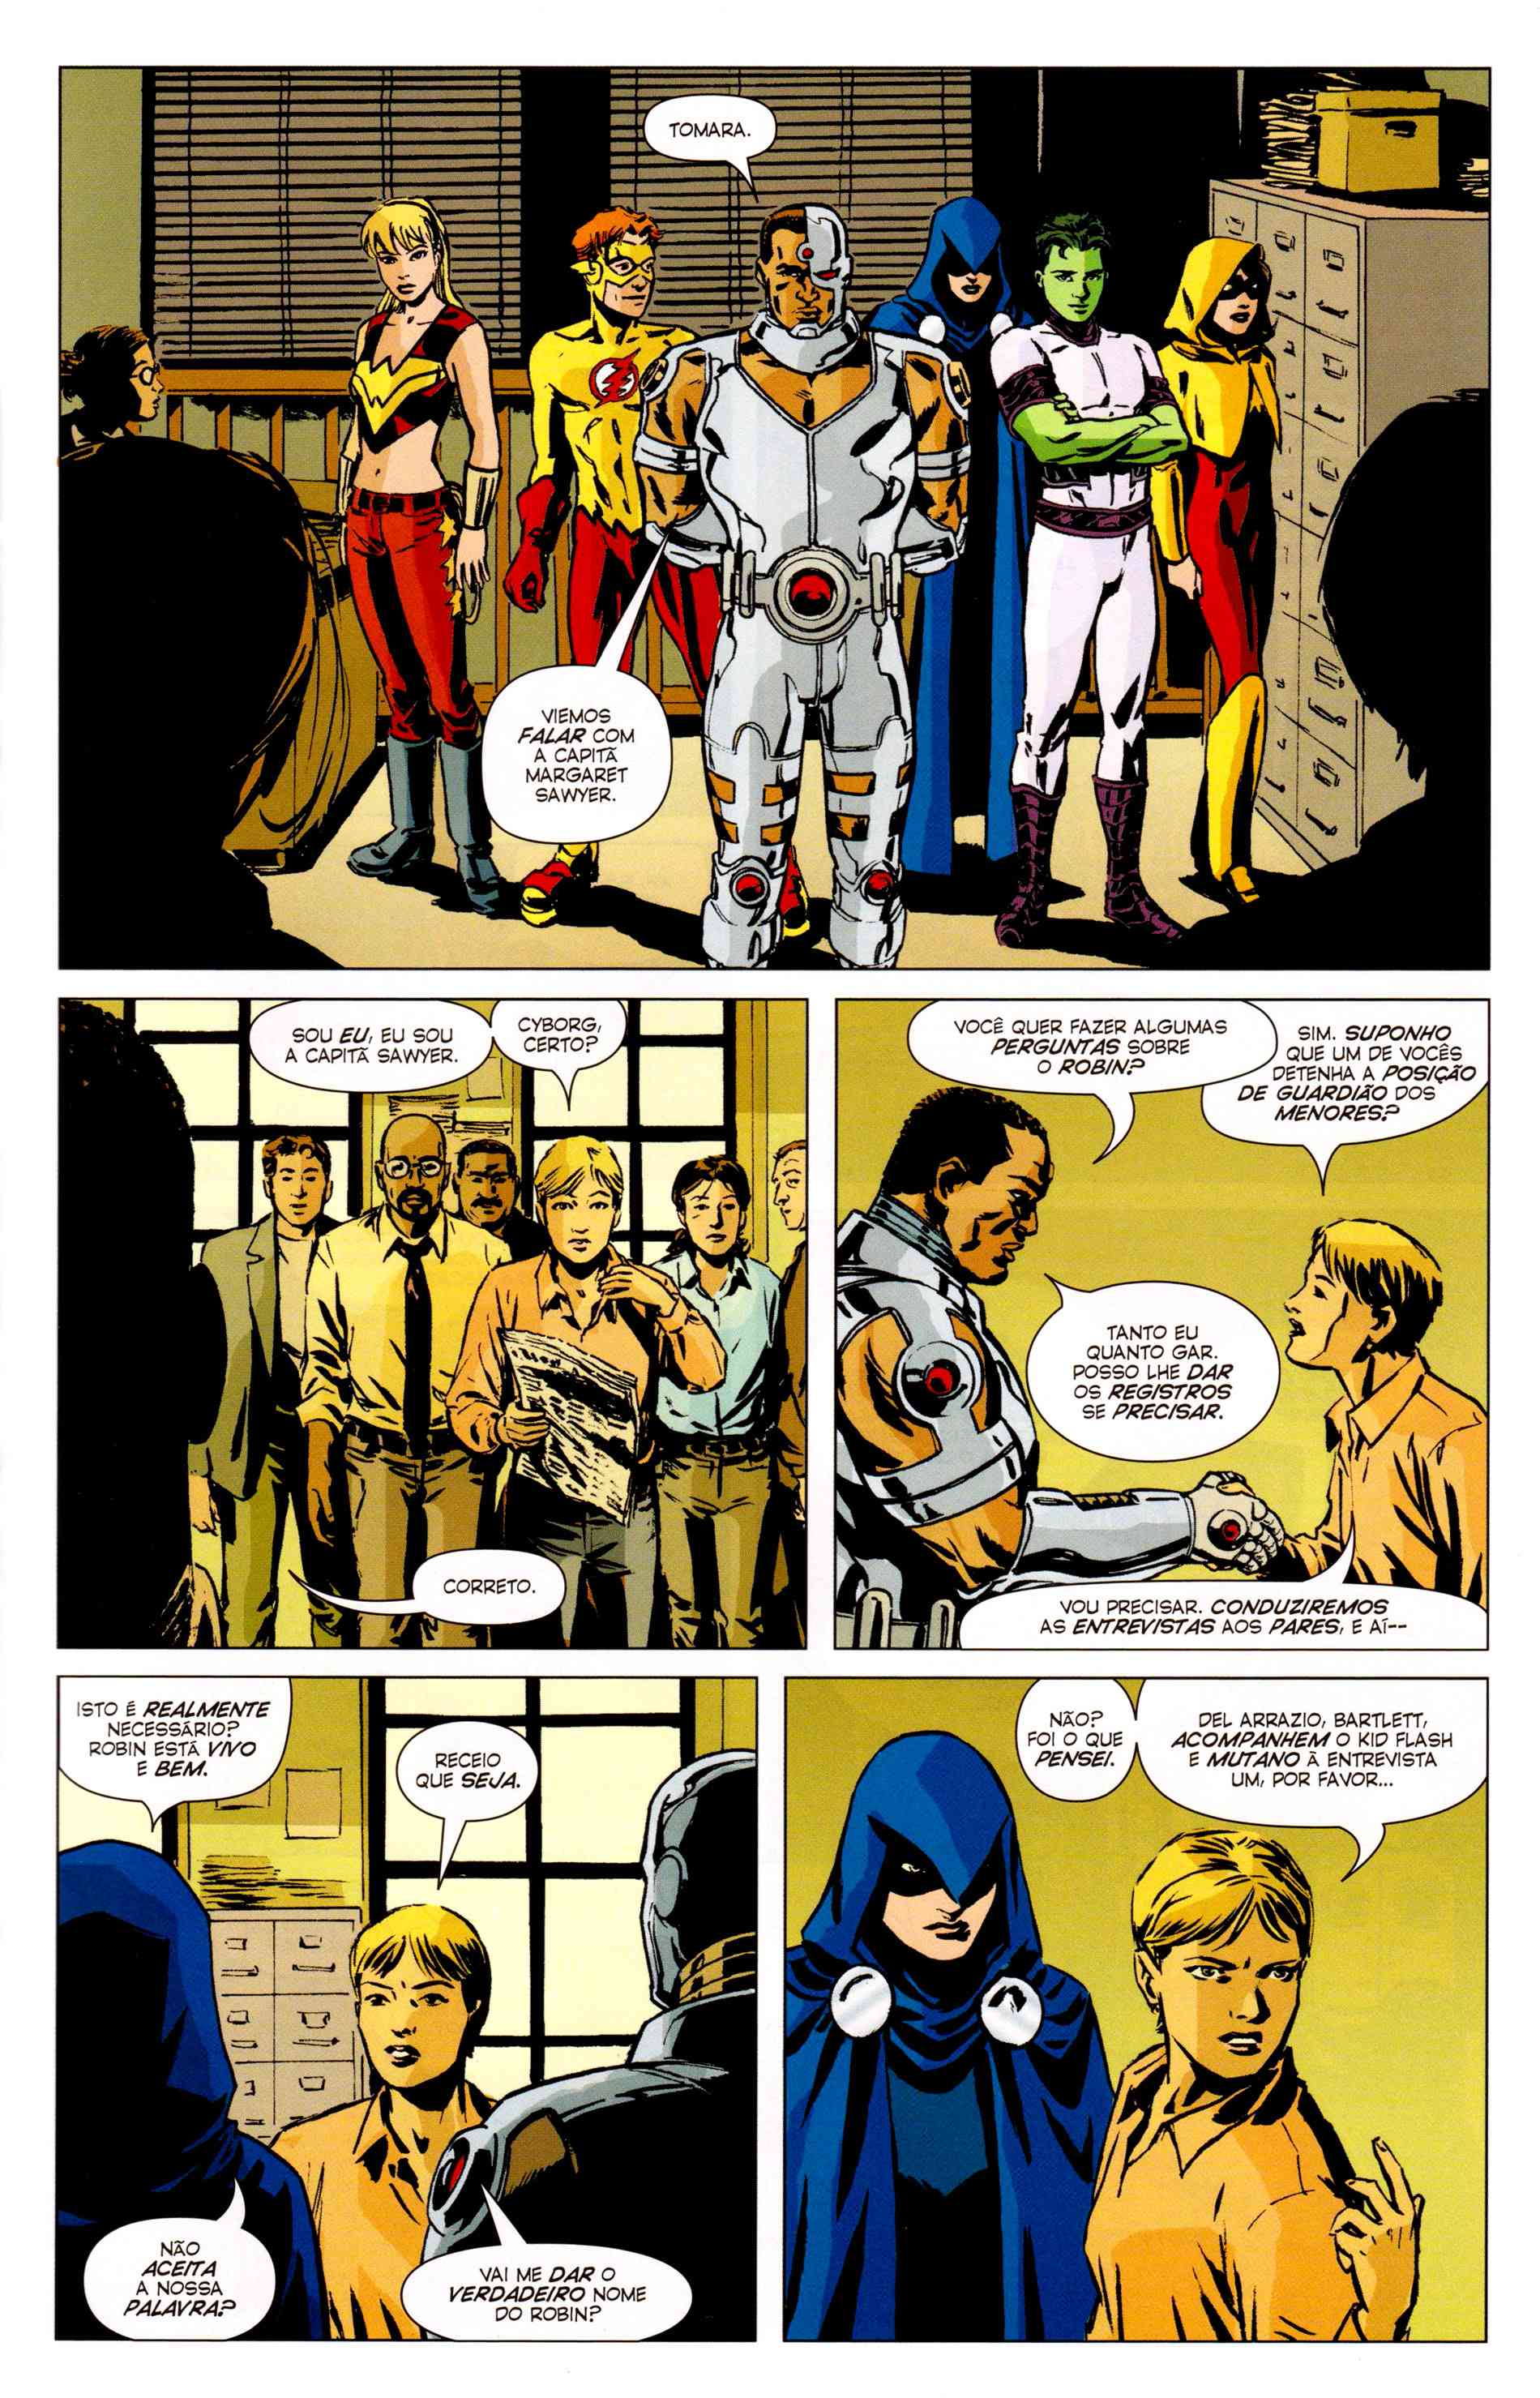 TOMARA.
VIEMOS
FALAR COM
A CAPITÃ
MARGARET
SAWYER.
SOU EU, EU SOU
A CAPITÃ SAWYER.
CYBORG,
CERTO?
CORRETO.
VOCÊ QUER FAZER ALGUMAS
PERGUNTAS SOBRE
O ROBIN?
SIM. SUPONHO
QUE UM DE VOCÊS
DETENHA A POSIÇÃO
DE GUARDIÃO DOS
MENORES?
TANTO EU
QUANTO GAR.
POSSO LHE DAR
OS REGISTROS
SE PRECISAR.
VOU PRECISAR. CONDUZIREMOS
AS ENTREVISTAS AOS PARES, E AÍ--
ISTO É REALMENTE
NECESSÁRIO?
ROBIN ESTÁ VIVO
E BEM.
RECEIO
QUE SEJA.
NÃO
ACEITA
A NOSSA
PALAVRA?
VAI ME DAR O
VERDADEIRO NOME
DO ROBIN?
NÃO?
FOI O QUE
PENSEI.
DEL ARRAZIO, BARTLETT,
ACOMPANHEM O KID FLASH
E MUTANO À ENTREVISTA
UM, POR FAVOR...